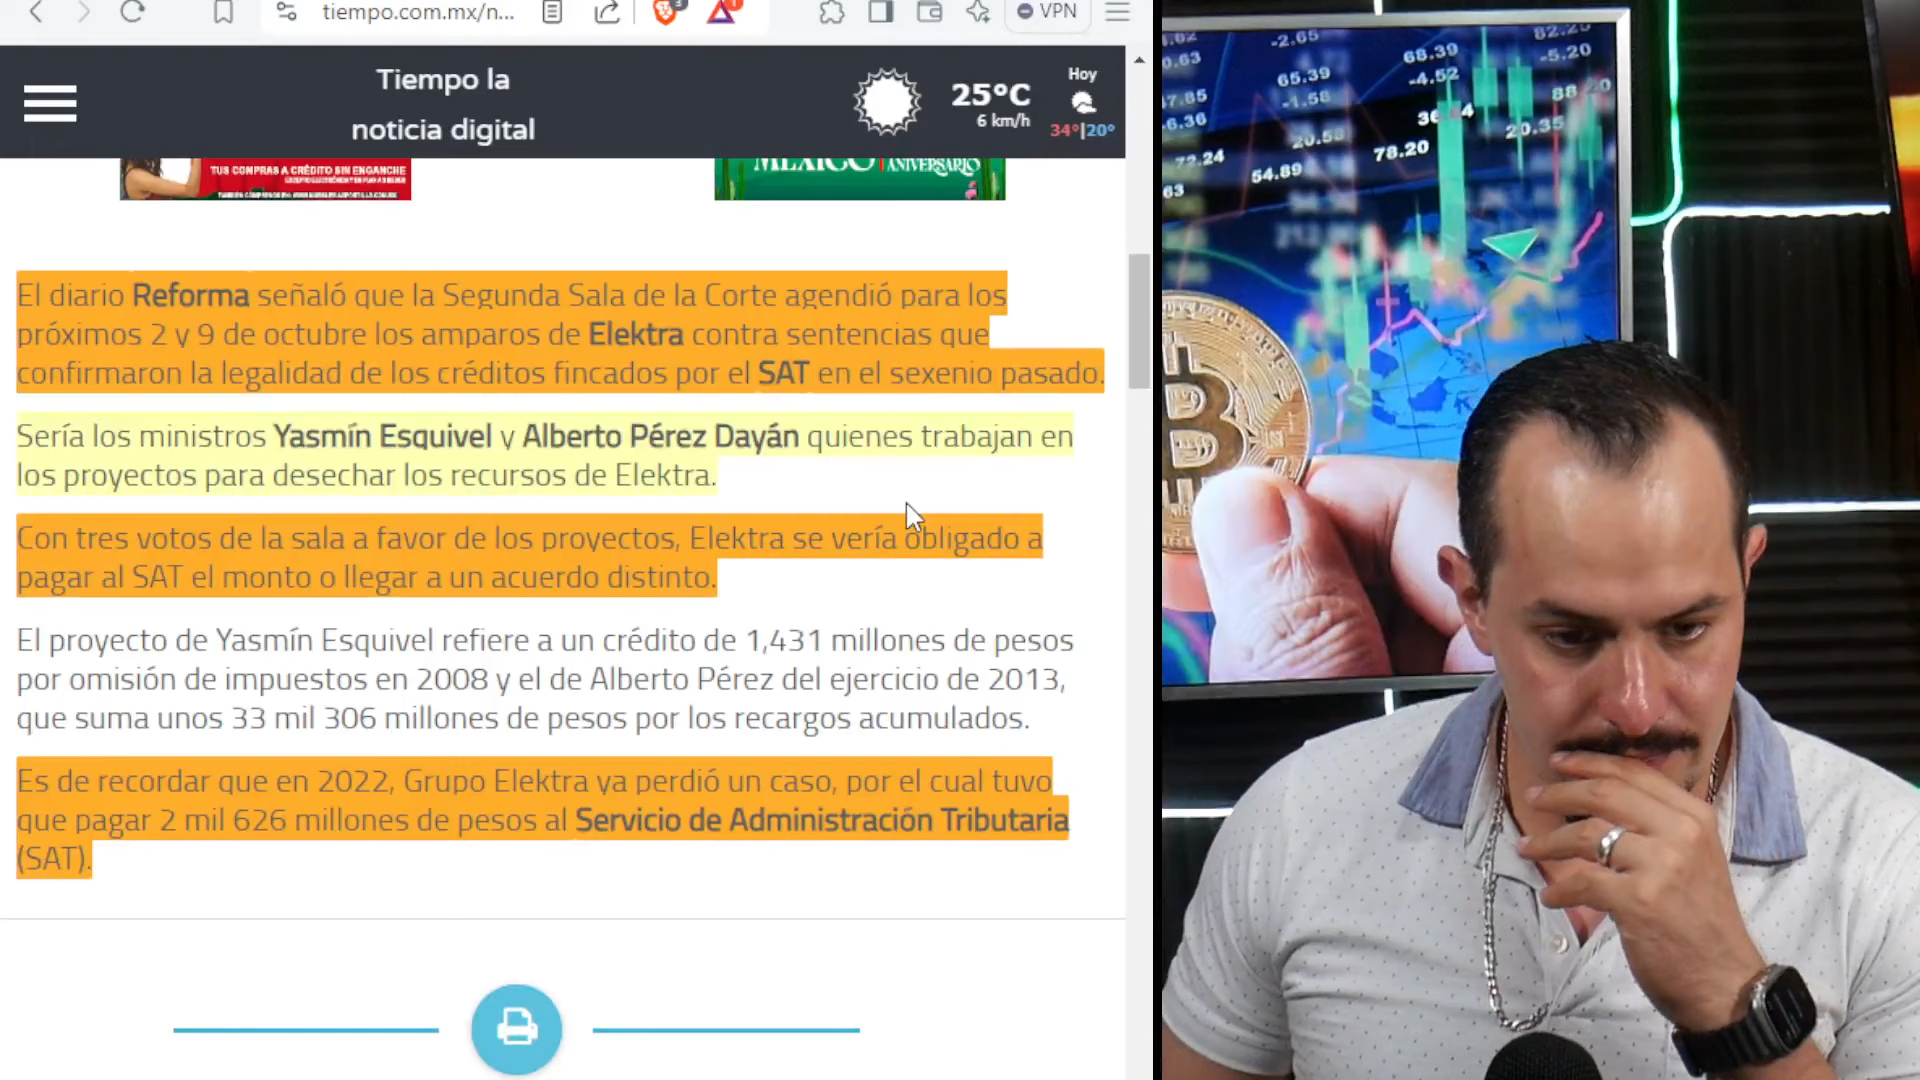 tiempo.com.mx/n...
VPN
Tiempo la
noticia digital
25°C
6 km/h
Hoy
34°|20°
TUS COMPRAS A CRÉDITO SIN ENGANCHE
MÉXICO
ANIVERSARIO
El diario Reforma señaló que la Segunda Sala de la Corte agendió para los
próximos 2 y 9 de octubre los amparos de Elektra contra sentencias que
confirmaron la legalidad de los créditos fincados por el SAT en el sexenio pasado.
Sería los ministros Yasmín Esquivel y Alberto Pérez Dayán quienes trabajan en
los proyectos para desechar los recursos de Elektra.
Con tres votos de la sala a favor de los proyectos, Elektra se vería obligado a
pagar al SAT el monto o llegar a un acuerdo distinto.
El proyecto de Yasmín Esquivel refiere a un crédito de 1,431 millones de pesos
por omisión de impuestos en 2008 y el de Alberto Pérez del ejercicio de 2013,
que suma unos 33 mil 306 millones de pesos por los recargos acumulados.
Es de recordar que en 2022, Grupo Elektra ya perdió un caso, por el cual tuvo
que pagar 2 mil 626 millones de pesos al Servicio de Administración Tributaria
(SAT).
-2.65
68.39
82.25
65.39
-4.52
-5.20
-1.58
88.20
20.58
20.35
72.24
78.20
54.89
63